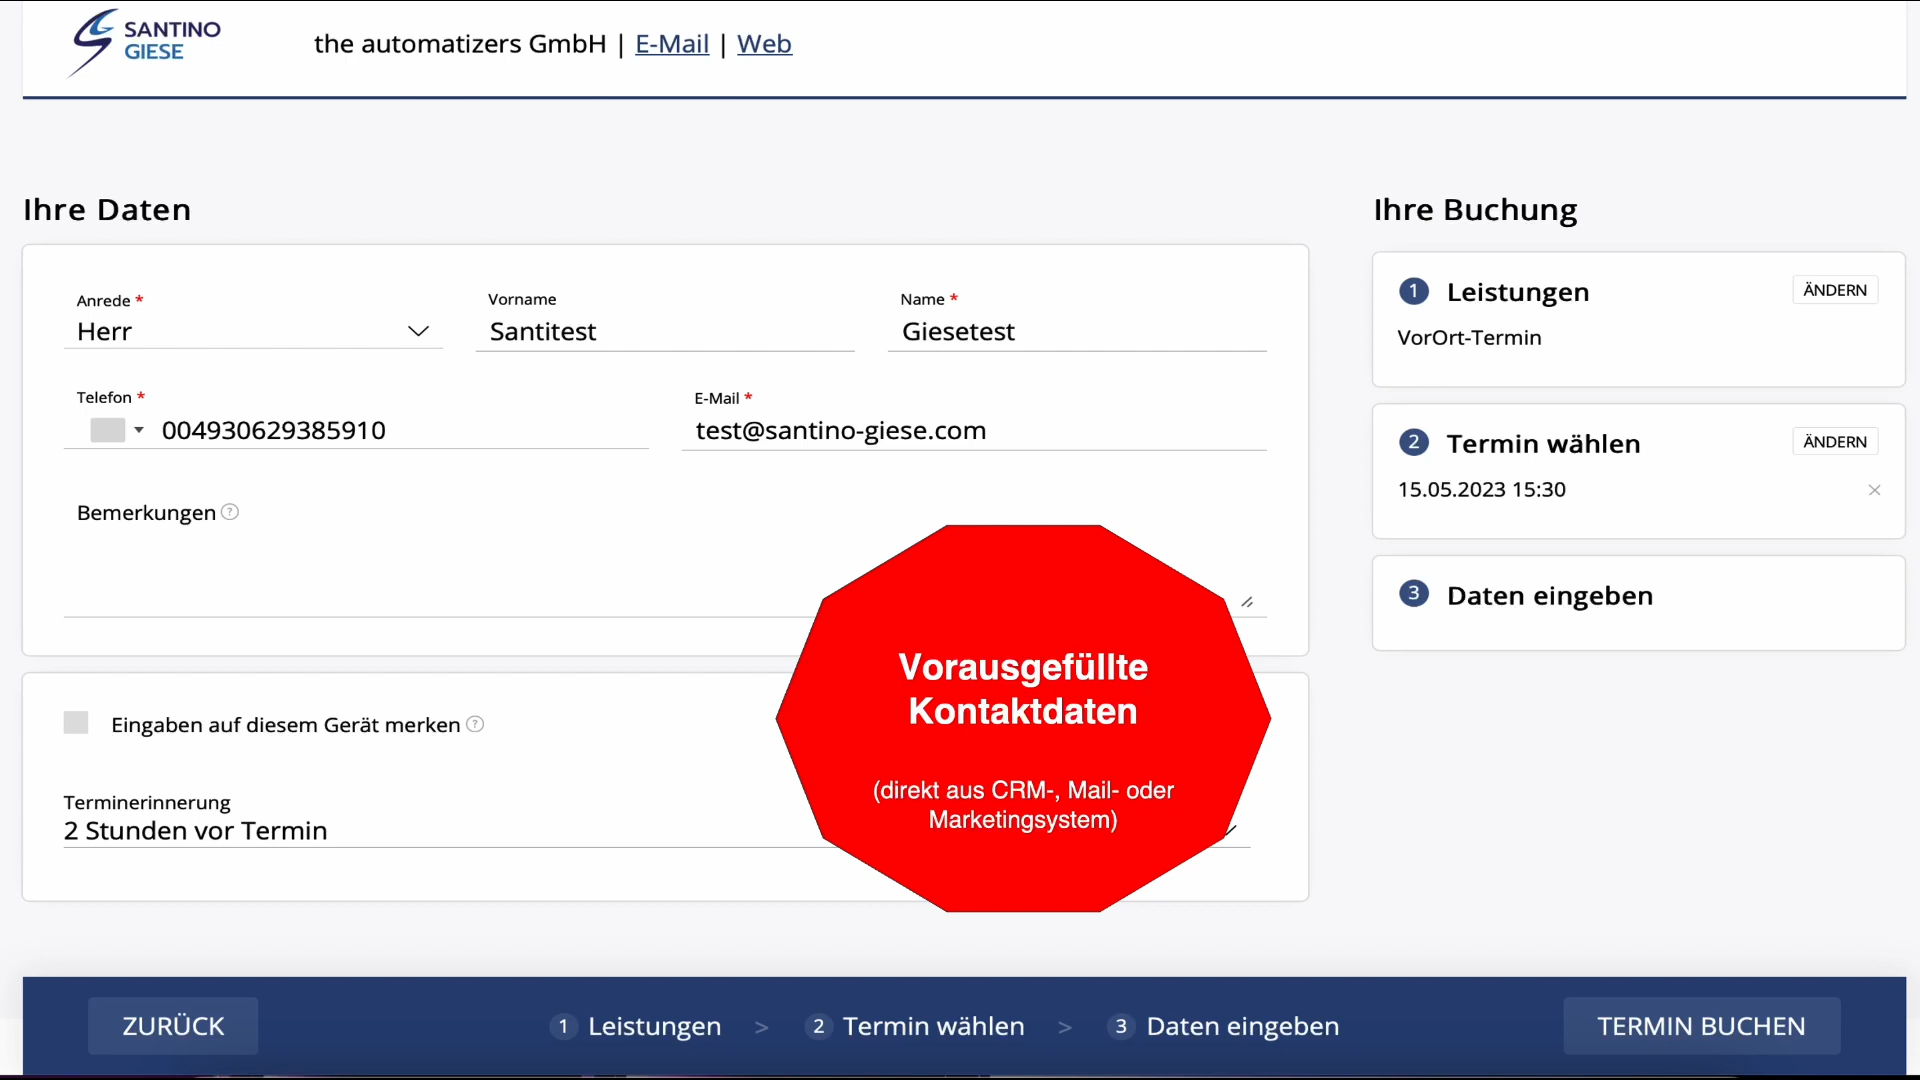 SANTINO
GIESE
the automatizers GmbH | E-Mail | Web
Ihre Daten
Anrede *
Herr
Vorname
Santitest
Name *
Giesetest
Telefon *
004930629385910
E-Mail *
test@santino-giese.com
Bemerkungen ?
Vorausgefüllte
Kontaktdaten
(direkt aus CRM-, Mail- oder
Marketingsystem)
Eingaben auf diesem Gerät merken ?
Terminerinnerung
2 Stunden vor Termin
Ihre Buchung
1 Leistungen ÄNDERN
VorOrt-Termin
2 Termin wählen ÄNDERN
15.05.2023 15:30 ×
3 Daten eingeben
ZURÜCK 1 Leistungen > 2 Termin wählen > 3 Daten eingeben TERMIN BUCHEN